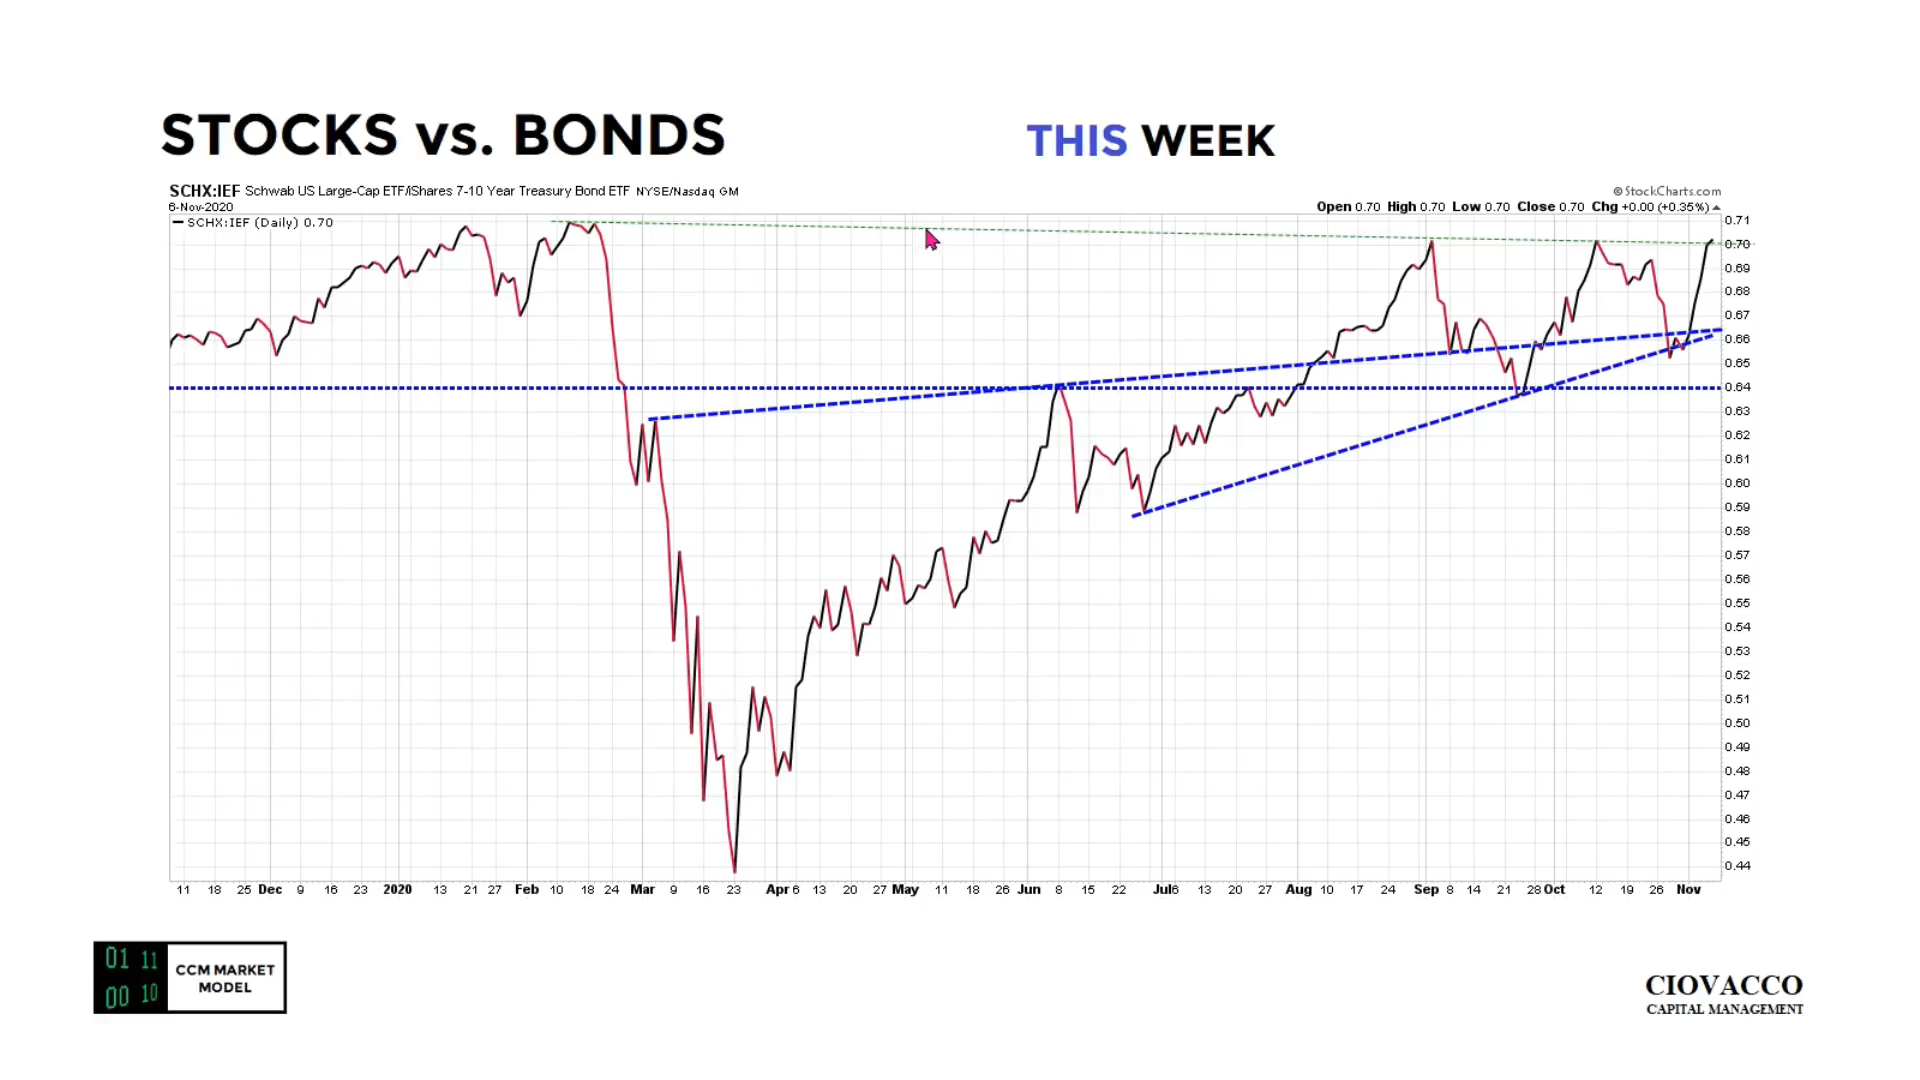 STOCKS vs. BONDS
THIS WEEK
SCHX:IEF Schwab US Large-Cap ETF/iShares 7-10 Year Treasury Bond ETF NYSE/Nasdaq GM
© StockCharts.com
6-Nov-2020
Open 0.70 High 0.70 Low 0.70 Close 0.70 Chg +0.00 (+0.35%)
SCHX:IEF (Daily) 0.70
0.71
0.70
0.69
0.68
0.67
0.66
0.65
0.64
0.63
0.62
0.61
0.60
0.59
0.58
0.57
0.56
0.55
0.54
0.53
0.52
0.51
0.50
0.49
0.48
0.47
0.46
0.45
0.44
11 18 25 Dec 9 16 23 2020 13 21 27 Feb 10 18 24 Mar 9 16 23 Apr 6 13 20 27 May 11 18 26 Jun 8 15 22 Jul 6 13 20 27 Aug 10 17 24 Sep 8 14 21 28 Oct 12 19 26 Nov
01 11
00 10
CCM MARKET
MODEL
CIOVACCO
CAPITAL MANAGEMENT